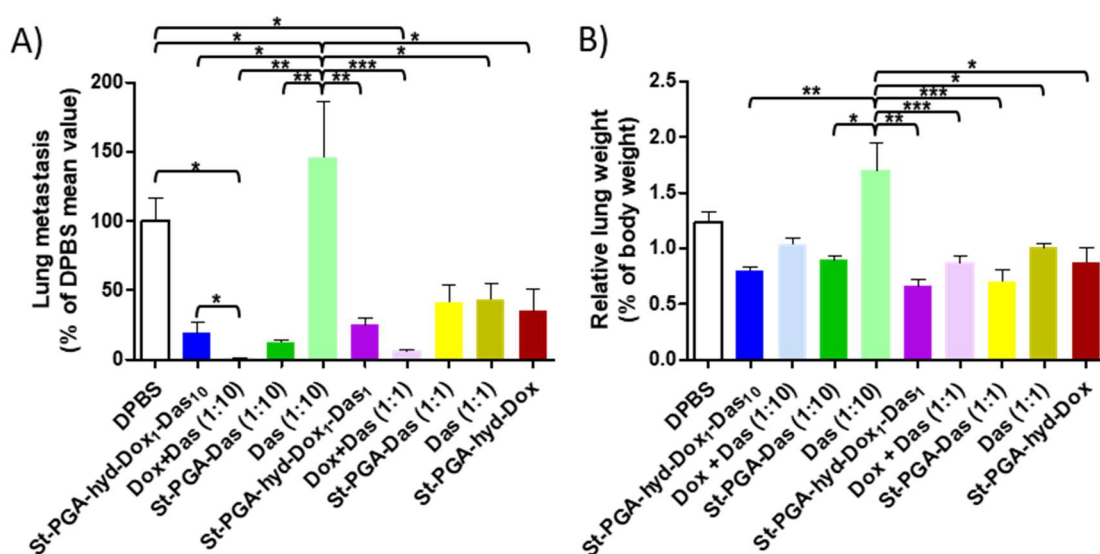 A)
*
* *
* *
** ***
** **
*
*
Lung metastasis
(% of DPBS mean value)
200
150
100
50
0
DPBS
St-PGA-hyd-Dox₁-Das₁₀
Dox+Das (1:10)
St-PGA-Das (1:10)
Das (1:10)
St-PGA-hyd-Dox₁-Das₁
Dox+Das (1:1)
St-PGA-Das (1:1)
Das (1:1)
St-PGA-hyd-Dox
B)
*
*
** ***
***
* **
Relative lung weight
(% of body weight)
2.5
2.0
1.5
1.0
0.5
0.0
DPBS
St-PGA-hyd-Dox₁-Das₁₀
Dox + Das (1:10)
St-PGA-Das (1:10)
Das (1:10)
St-PGA-hyd-Dox₁-Das₁
Dox + Das (1:1)
St-PGA-Das (1:1)
Das (1:1)
St-PGA-hyd-Dox